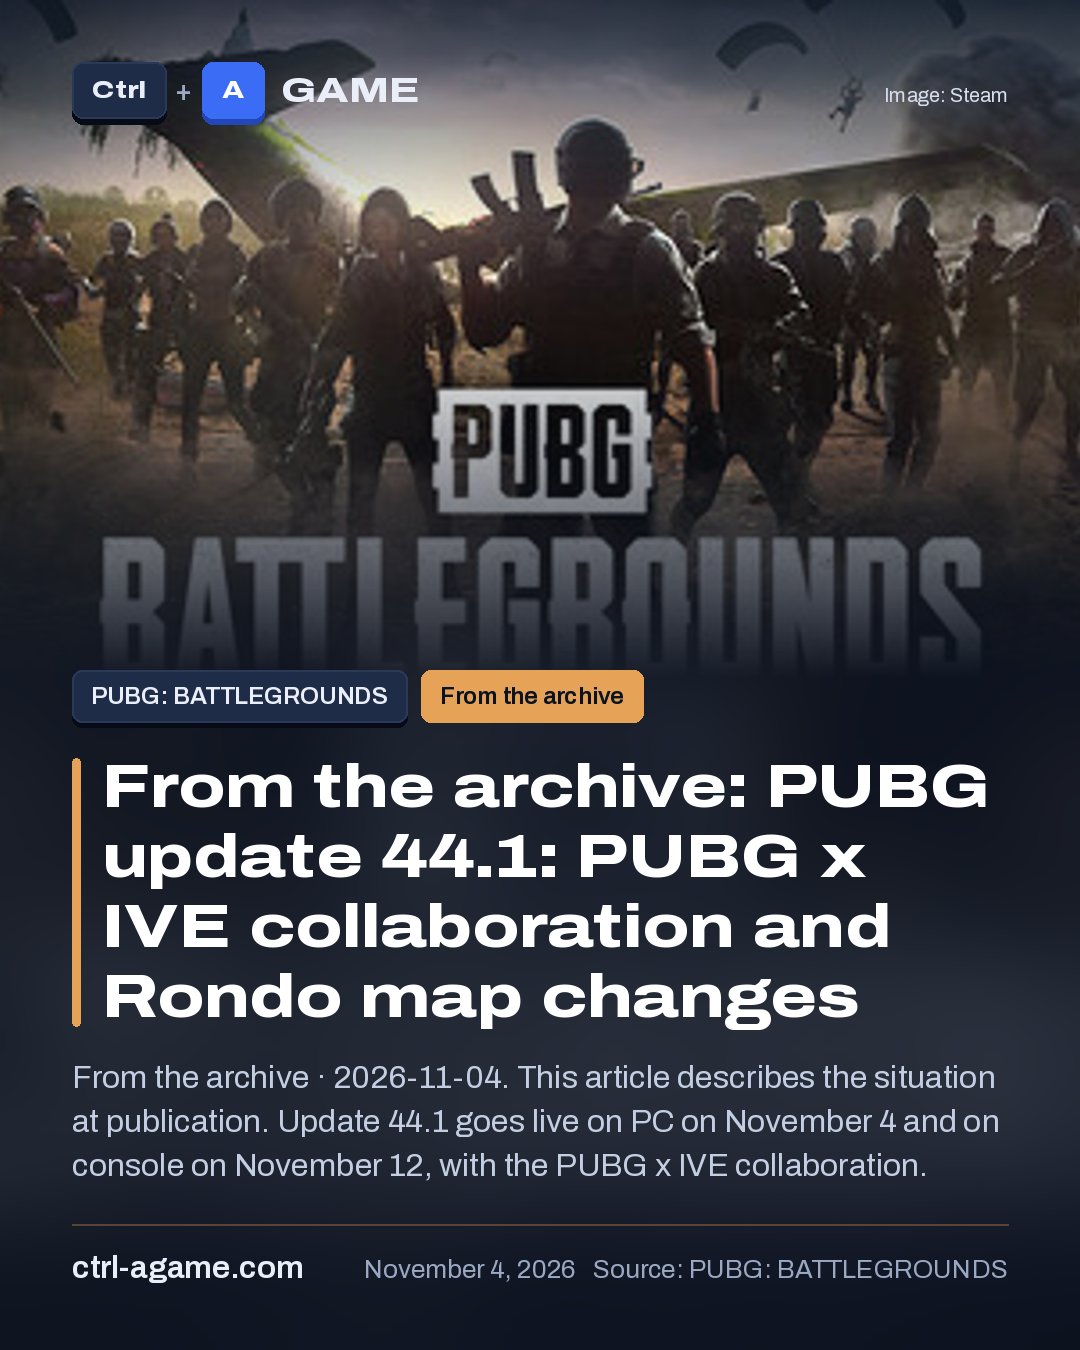 Ctrl + A GAME
Image: Steam
PUBG
BATTLEGROUNDS
PUBG: BATTLEGROUNDS
From the archive
From the archive: PUBG
update 44.1: PUBG x
IVE collaboration and
Rondo map changes
From the archive · 2026-11-04. This article describes the situation
at publication. Update 44.1 goes live on PC on November 4 and on
console on November 12, with the PUBG x IVE collaboration.
ctrl-agame.com
November 4, 2026 Source: PUBG: BATTLEGROUNDS